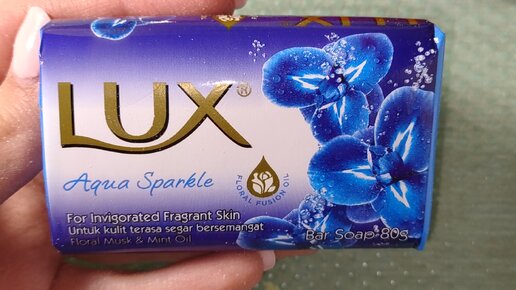 LUX
LUX®
Aqua Sparkle
FLORAL FUSION OIL
For Invigorated Fragrant Skin
Untuk kulit terasa segar bersemangat
Floral Musk & Mint Oil
Bar Soap 80g